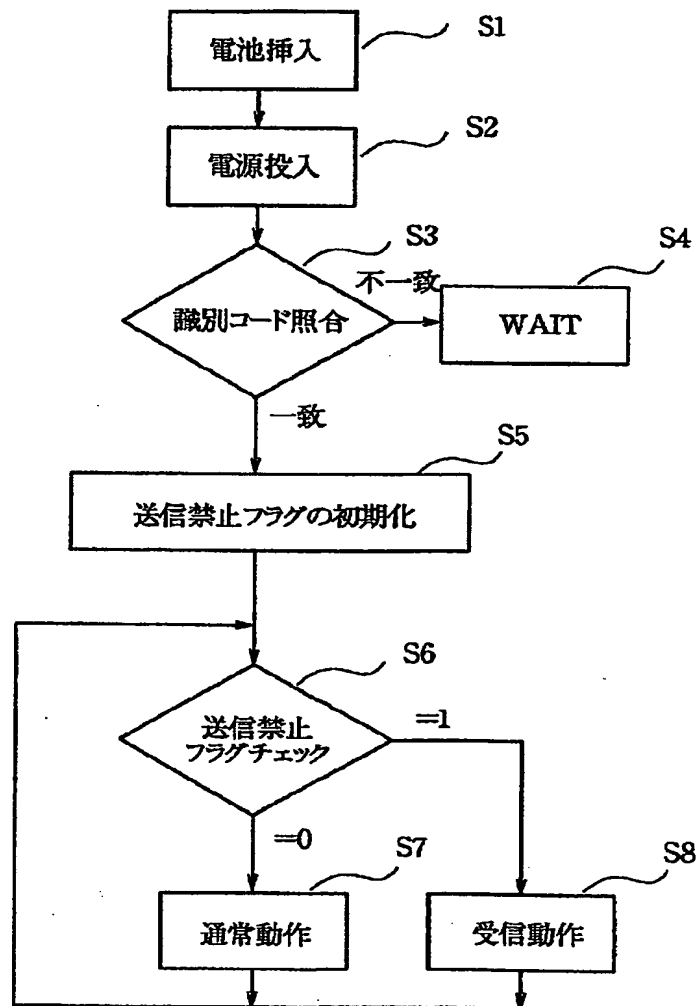 S1
電池挿入
S2
電源投入
S3
S4
不一致
識別コード照合
WAIT
一致
S5
送信禁止フラグの初期化
S6
送信禁止
フラグチェック
=1
=0
S7
S8
通常動作
受信動作